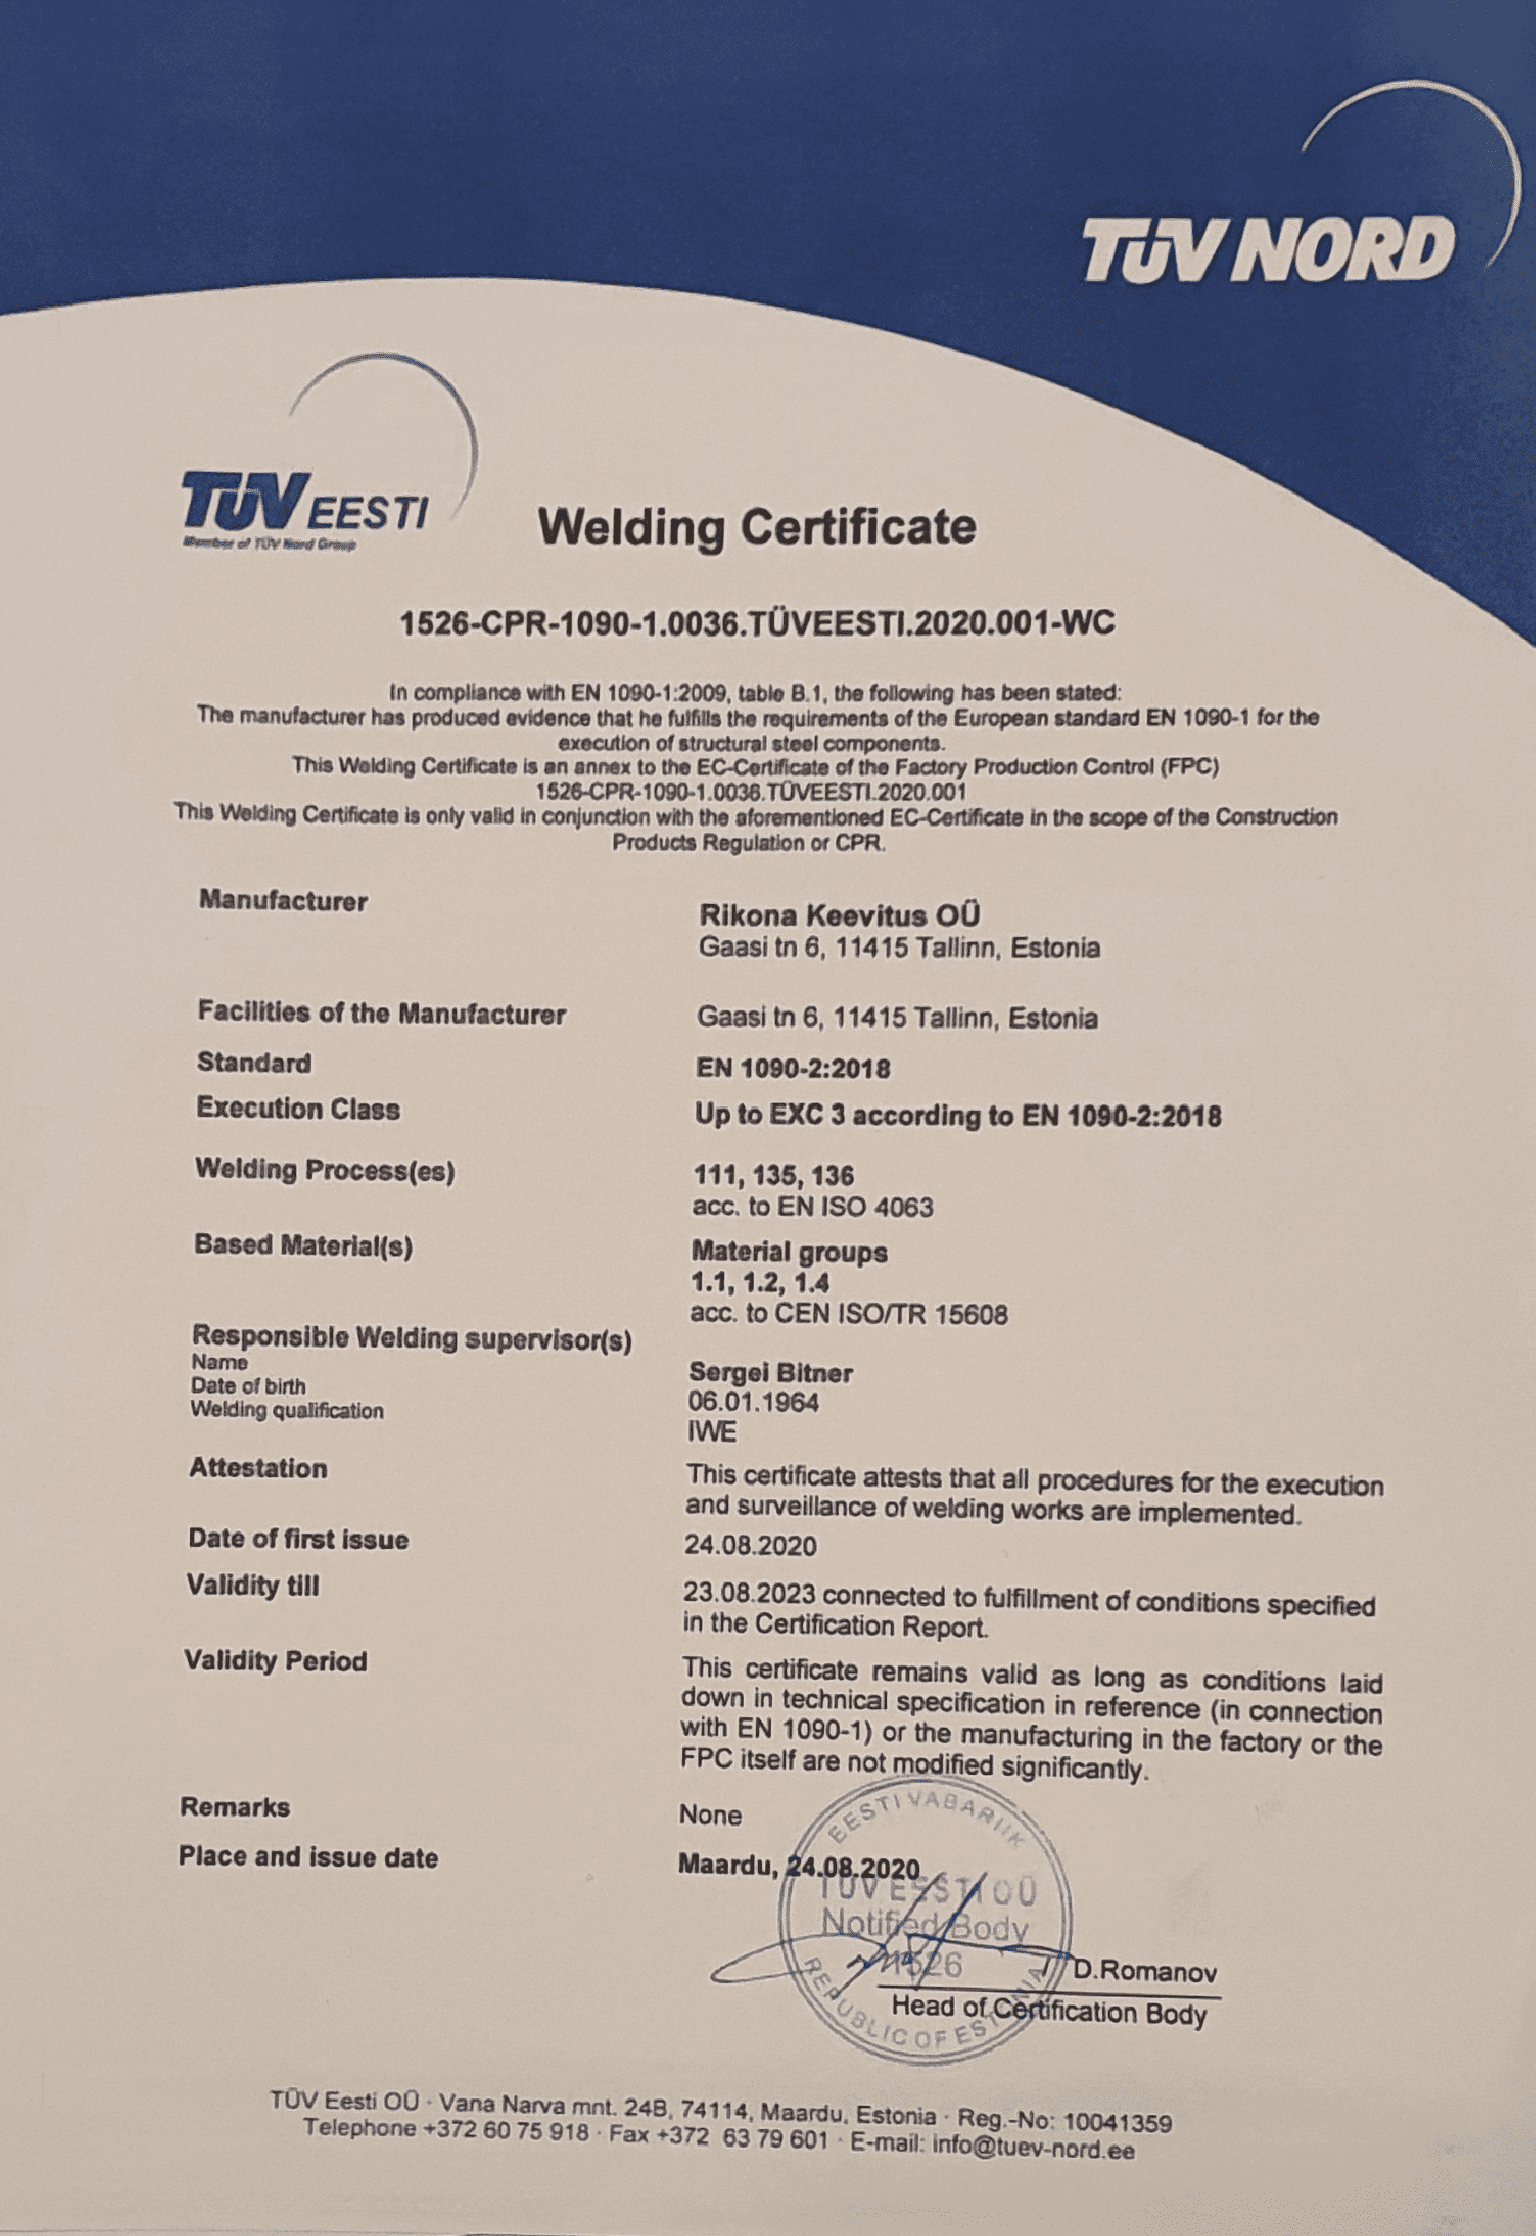 TÜV NORD
TÜV EESTI
Member of TÜV Nord Group
Welding Certificate
1526-CPR-1090-1.0036.TÜVEESTI.2020.001-WC
In compliance with EN 1090-1:2009, table B.1, the following has been stated:
The manufacturer has produced evidence that he fulfills the requirements of the European standard EN 1090-1 for the
execution of structural steel components.
This Welding Certificate is an annex to the EC-Certificate of the Factory Production Control (FPC)
1526-CPR-1090-1.0036.TÜVEESTI.2020.001
This Welding Certificate is only valid in conjunction with the aforementioned EC-Certificate in the scope of the Construction
Products Regulation or CPR.
Manufacturer
Rikona Keevitus OÜ
Gaasi tn 6, 11415 Tallinn, Estonia
Facilities of the Manufacturer
Gaasi tn 6, 11415 Tallinn, Estonia
Standard
EN 1090-2:2018
Execution Class
Up to EXC 3 according to EN 1090-2:2018
Welding Process(es)
111, 135, 136
acc. to EN ISO 4063
Based Material(s)
Material groups
1.1, 1.2, 1.4
acc. to CEN ISO/TR 15608
Responsible Welding supervisor(s)
Name
Sergei Bitner
Date of birth
06.01.1964
Welding qualification
IWE
Attestation
This certificate attests that all procedures for the execution
and surveillance of welding works are implemented.
Date of first issue
24.08.2020
Validity till
23.08.2023 connected to fulfillment of conditions specified
in the Certification Report.
Validity Period
This certificate remains valid as long as conditions laid
down in technical specification in reference (in connection
with EN 1090-1) or the manufacturing in the factory or the
FPC itself are not modified significantly.
Remarks
None
Place and issue date
Maardu, 24.08.2020
EESTI VABARIIK
TÜV EESTI OÜ
Notified Body
1526
REPUBLIC OF ESTONIA
D.Romanov
Head of Certification Body
TÜV Eesti OÜ · Vana Narva mnt. 24B, 74114, Maardu, Estonia · Reg.-No: 10041359
Telephone +372 60 75 918 · Fax +372 63 79 601 · E-mail: info@tuev-nord.ee